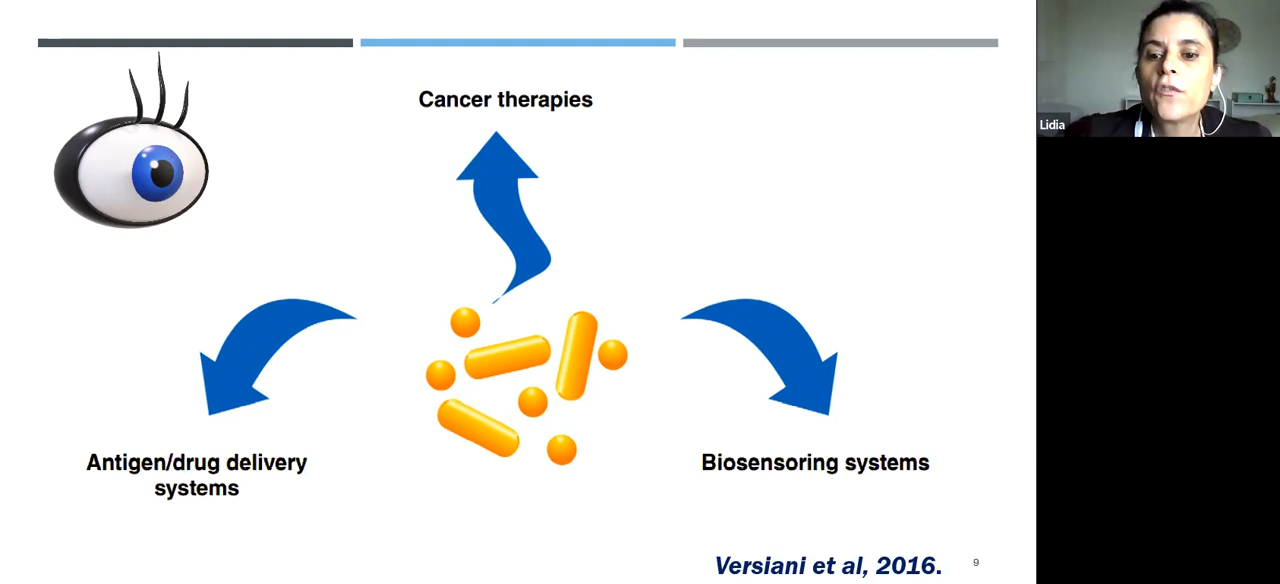 Cancer therapies
Lidia
Antigen/drug delivery
systems
Biosensoring systems
Versiani et al, 2016.
9